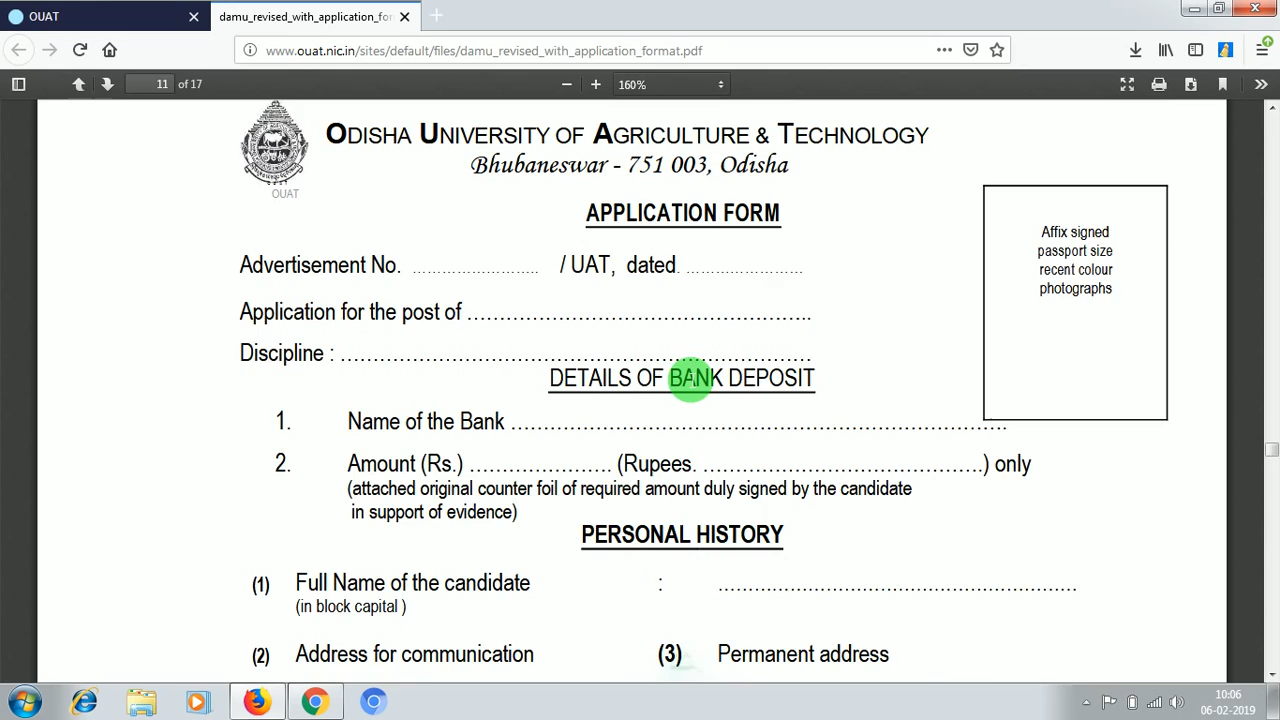 OUAT
damu_revised_with_application_for
www.ouat.nic.in/sites/default/files/damu_revised_with_application_format.pdf
11 of 17
160%
ODISHA UNIVERSITY OF AGRICULTURE & TECHNOLOGY
Bhubaneswar - 751 003, Odisha
OUAT
APPLICATION FORM
Affix signed
passport size
recent colour
photographs
Advertisement No. ........................... / UAT, dated. .........................
Application for the post of ……………………………………………..
Discipline : ………………………………………………………………
DETAILS OF BANK DEPOSIT
1. Name of the Bank ………………………………………………………………….
2. Amount (Rs.) …………………. (Rupees. ……………………………………) only
(attached original counter foil of required amount duly signed by the candidate
in support of evidence)
PERSONAL HISTORY
(1) Full Name of the candidate : ……………………………………………………
(in block capital )
(2) Address for communication (3) Permanent address
10:06
06-02-2019